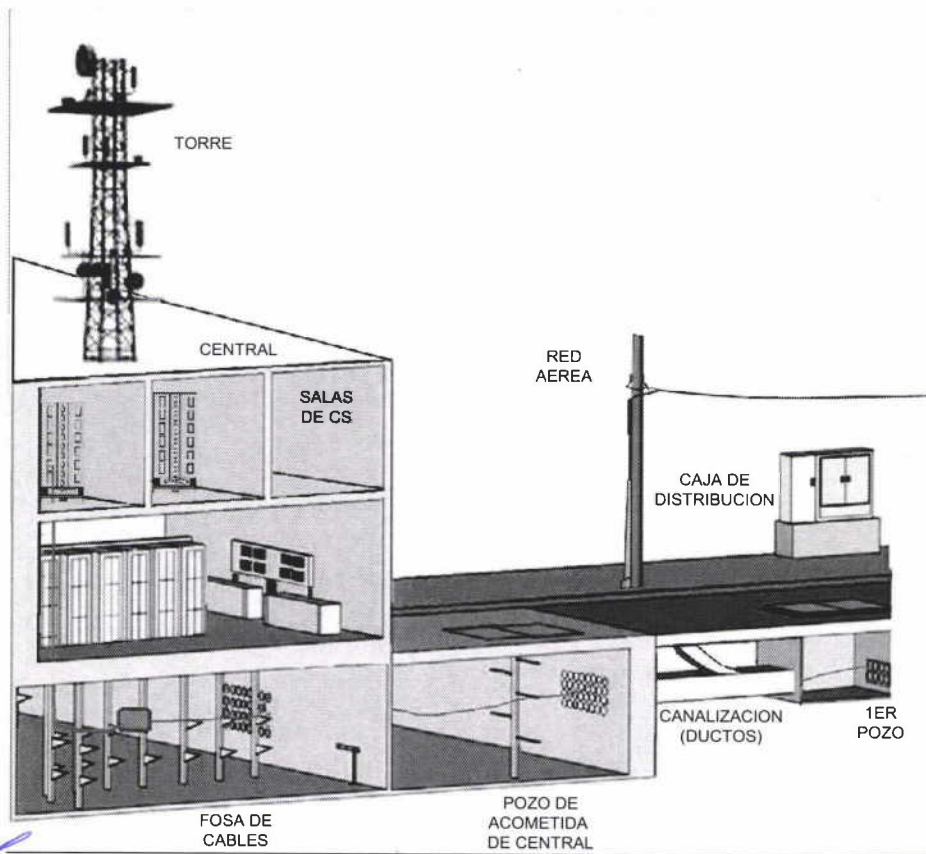 TORRE
CENTRAL
SALAS
DE CS
RED
AEREA
CAJA DE
DISTRIBUCION
CANALIZACION
(DUCTOS)
1ER
POZO
FOSA DE
CABLES
POZO DE
ACOMETIDA
DE CENTRAL